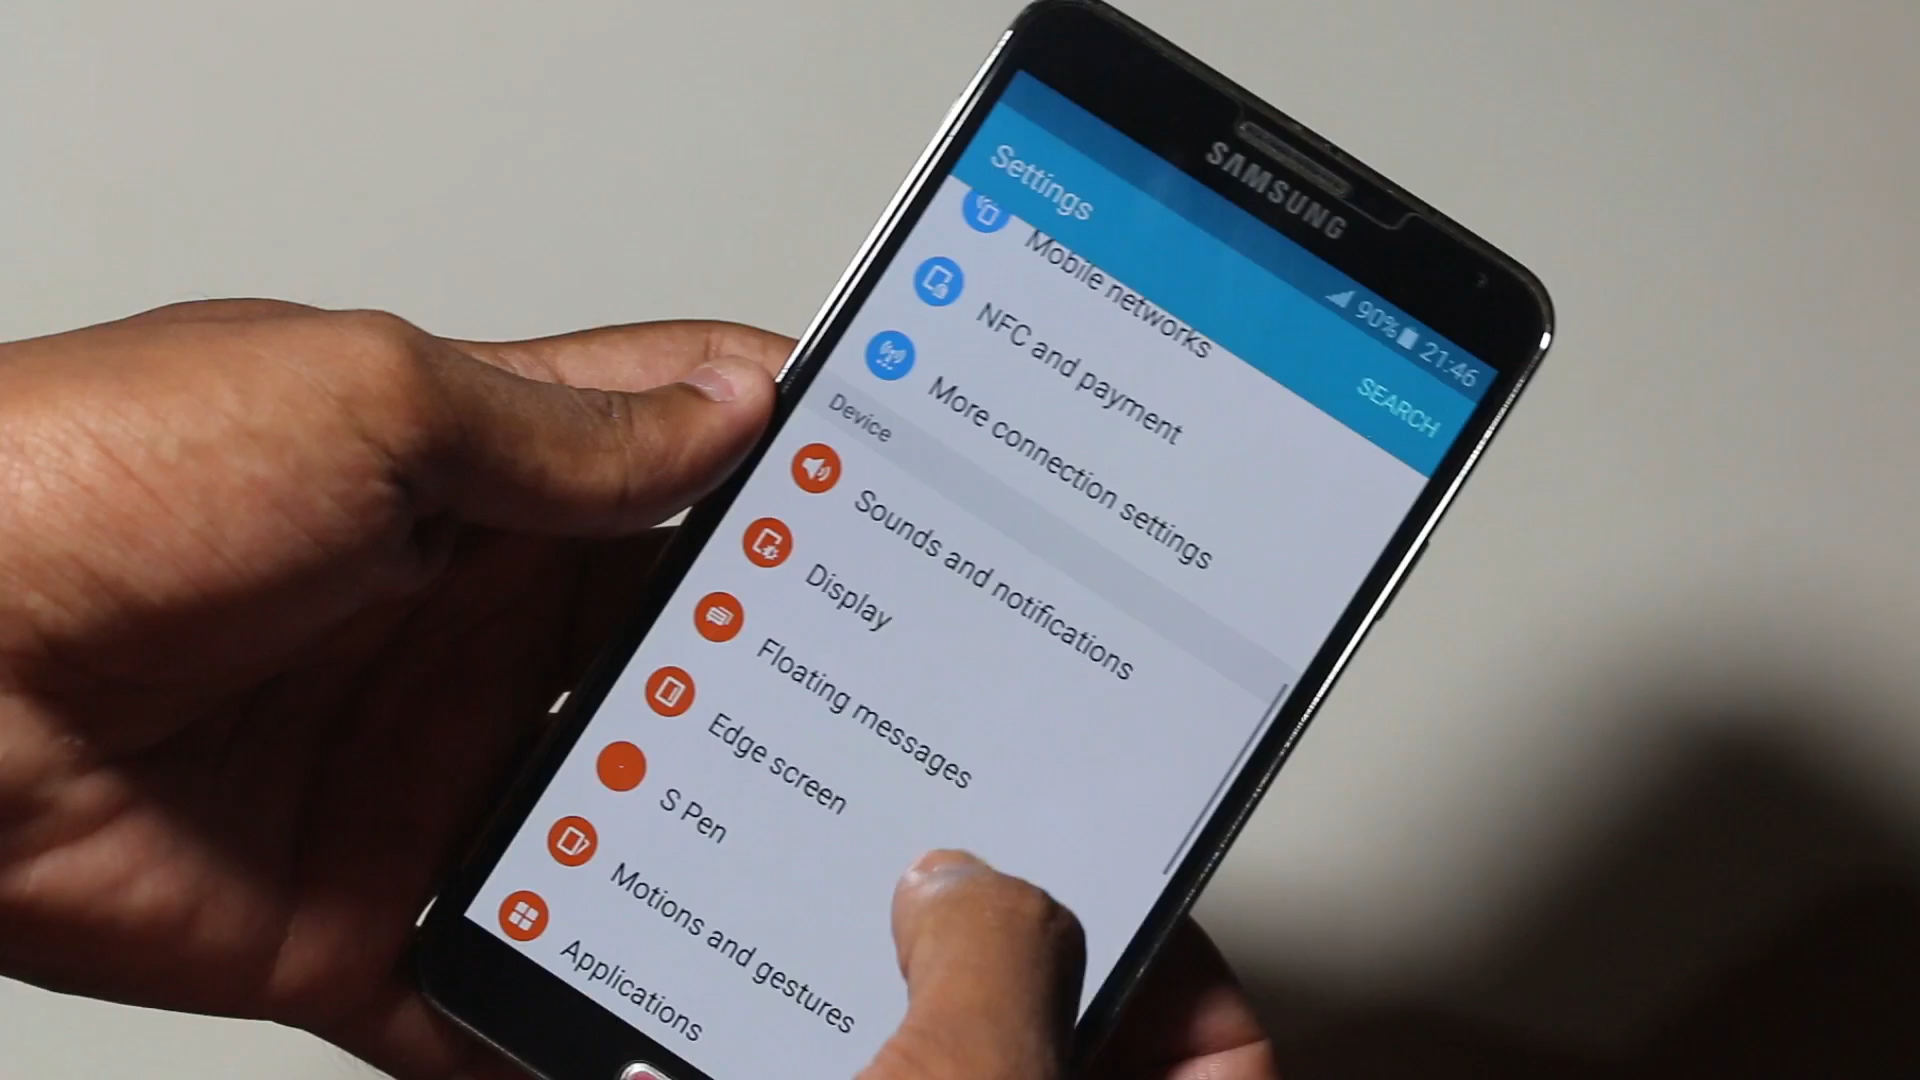 SAMSUNG
90% 21:46
Settings
SEARCH
Mobile networks
NFC and payment
More connection settings
Device
Sounds and notifications
Display
Floating messages
Edge screen
S Pen
Motions and gestures
Applications